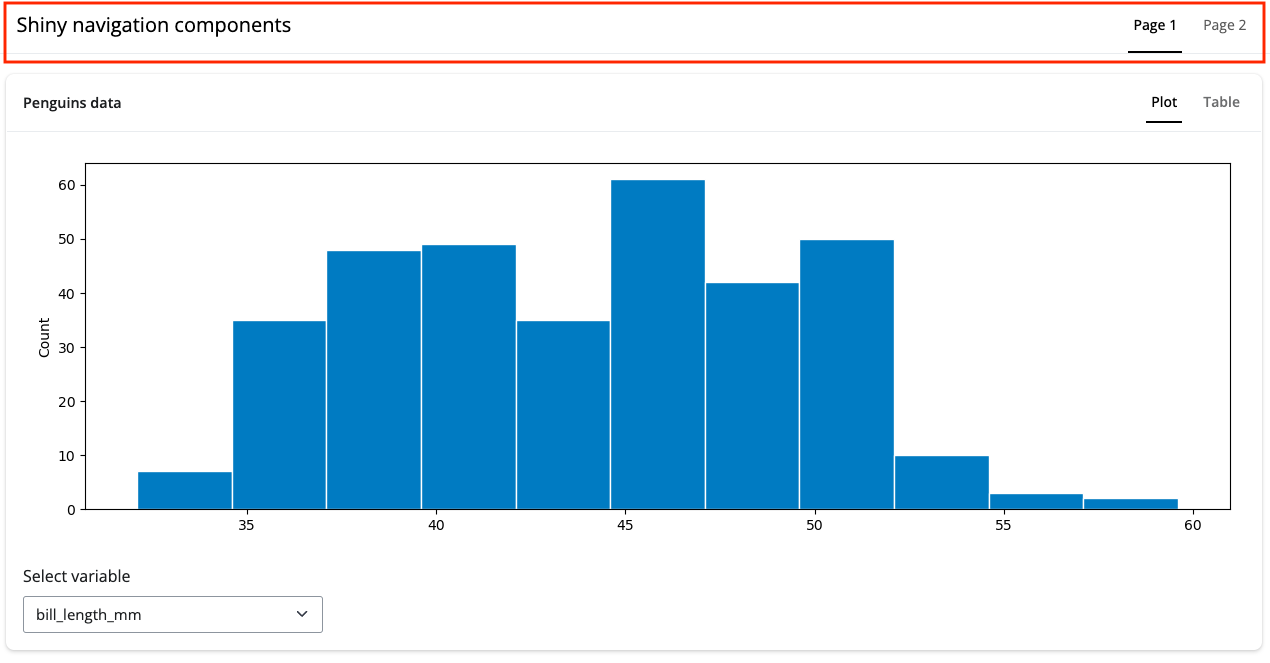 Shiny navigation components Page 1 Page 2
Penguins data Plot Table
60
50
40
30
20
10
0
Count
35 40 45 50 55 60
Select variable
bill_length_mm